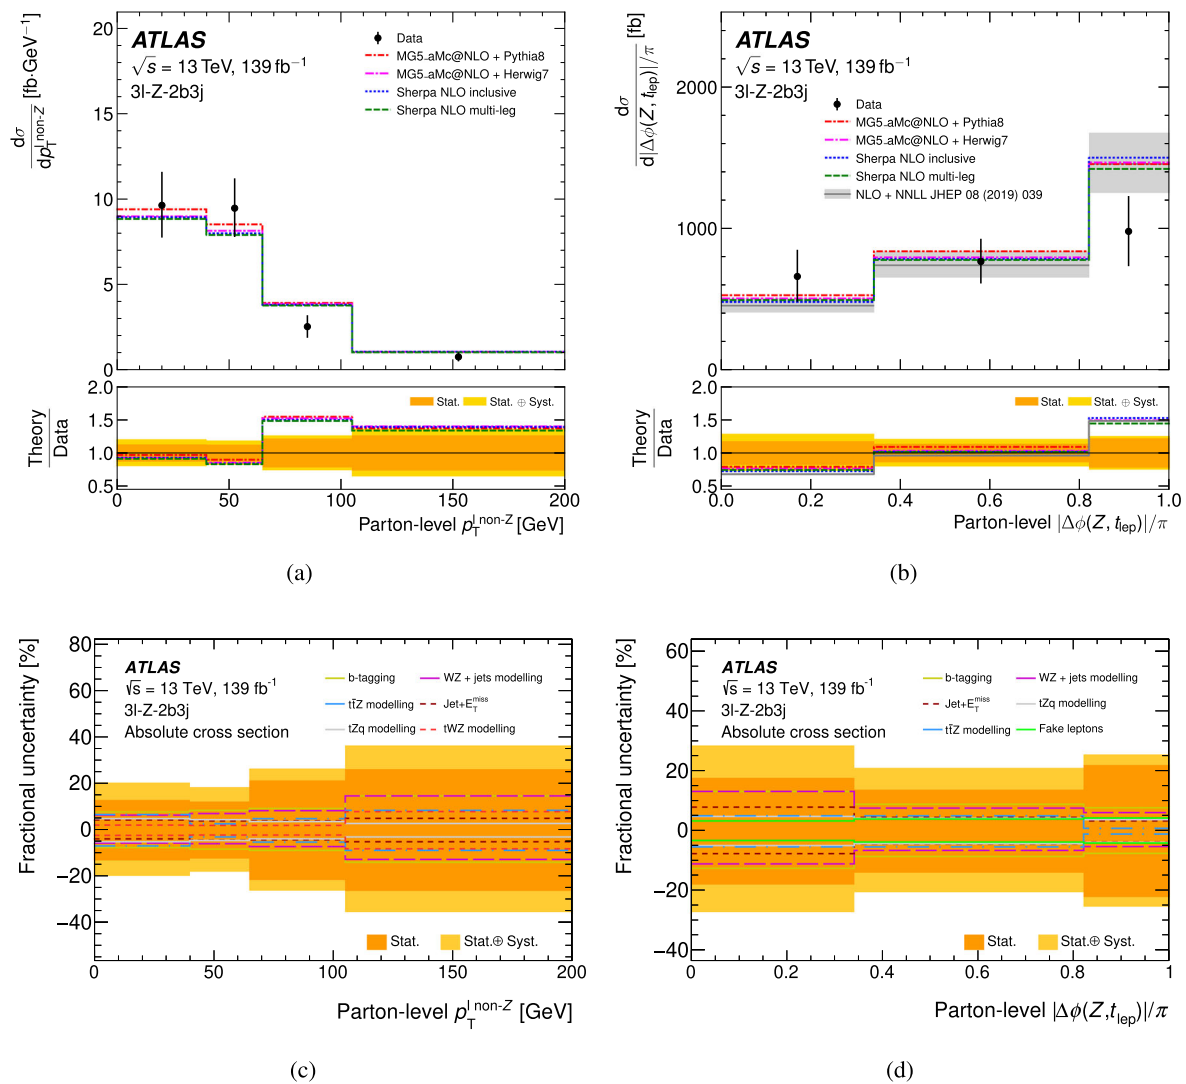 ATLAS
√s = 13 TeV, 139 fb⁻¹
3l-Z-2b3j
Data
MG5_aMc@NLO + Pythia8
MG5_aMc@NLO + Herwig7
Sherpa NLO inclusive
Sherpa NLO multi-leg
dσ/dp_T^{l non-Z} [fb·GeV⁻¹]
20
15
10
5
0
Stat.
Stat. ⊕ Syst.
Theory/Data
2.0
1.5
1.0
0.5
0 50 100 150 200
Parton-level p_T^{l non-Z} [GeV]
(a)
ATLAS
√s = 13 TeV, 139 fb⁻¹
3l-Z-2b3j
Data
MG5_aMc@NLO + Pythia8
MG5_aMc@NLO + Herwig7
Sherpa NLO inclusive
Sherpa NLO multi-leg
NLO + NNLL JHEP 08 (2019) 039
dσ/d|Δϕ(Z, t_lep)|/π [fb]
2000
1000
0
Stat.
Stat. ⊕ Syst.
Theory/Data
2.0
1.5
1.0
0.5
0.0 0.2 0.4 0.6 0.8 1.0
Parton-level |Δϕ(Z, t_lep)|/π
(b)
Fractional uncertainty [%]
80
60
40
20
0
−20
−40
ATLAS
√s = 13 TeV, 139 fb⁻¹
3l-Z-2b3j
Absolute cross section
b-tagging
WZ + jets modelling
tt̄Z modelling
Jet+E_T^miss
tZq modelling
tWZ modelling
Stat.
Stat.⊕ Syst.
0 50 100 150 200
Parton-level p_T^{l non-Z} [GeV]
(c)
Fractional uncertainty [%]
60
40
20
0
−20
−40
ATLAS
√s = 13 TeV, 139 fb⁻¹
3l-Z-2b3j
Absolute cross section
b-tagging
WZ + jets modelling
Jet+E_T^miss
tZq modelling
tt̄Z modelling
Fake leptons
Stat.
Stat.⊕ Syst.
0 0.2 0.4 0.6 0.8 1
Parton-level |Δϕ(Z,t_lep)|/π
(d)